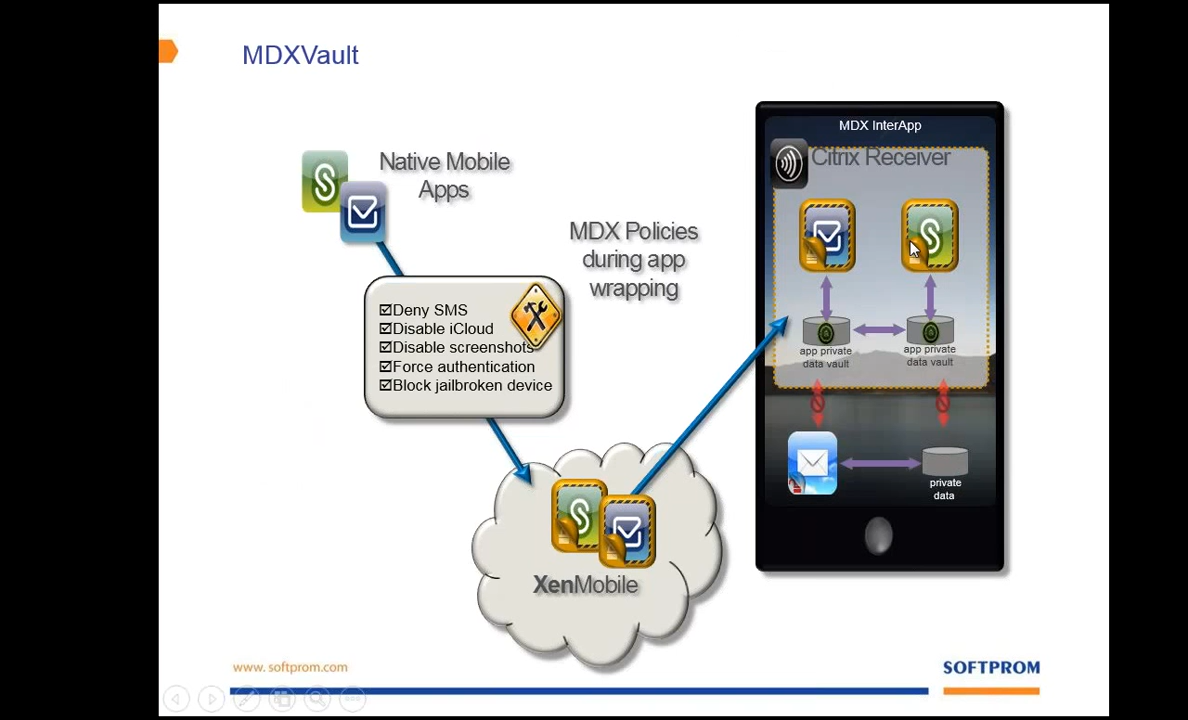 MDXVault
Native Mobile
Apps
MDX Policies
during app
wrapping
☑Deny SMS
☑Disable iCloud
☑Disable screenshots
☑Force authentication
☑Block jailbroken device
XenMobile
MDX InterApp
Citrix Receiver
app private
data vault
app private
data vault
private
data
www. softprom.com
SOFTPROM